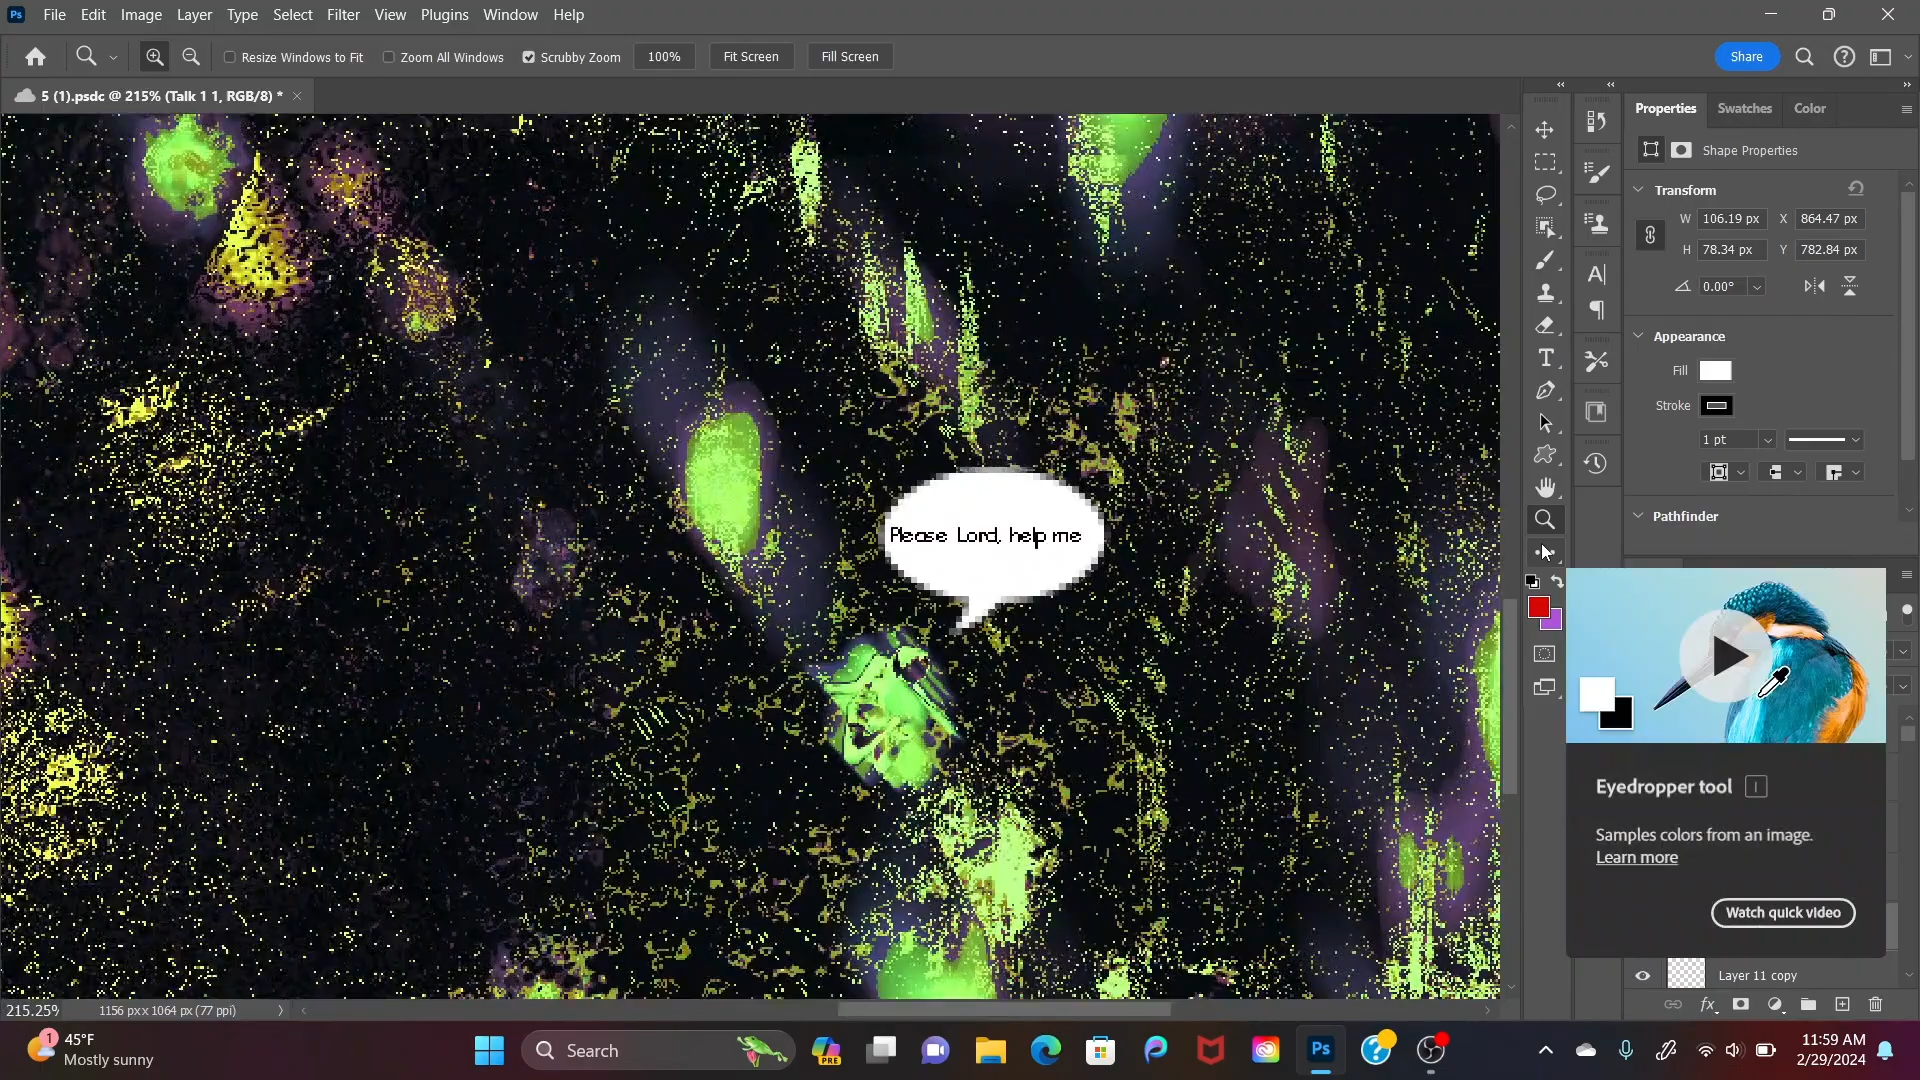 Ps File Edit Image Layer Type Select Filter View Plugins Window Help
Resize Windows to Fit Zoom All Windows Scrubby Zoom 100% Fit Screen Fill Screen Share
5 (1).psdc @ 215% (Talk 1 1, RGB/8) *
Properties Swatches Color
Shape Properties
Transform
W 106.19 px X 864.47 px
H 78.34 px Y 782.84 px
0.00°
Appearance
Fill
Stroke
1 pt
Pathfinder
Please Lord, help me
Eyedropper tool I
Samples colors from an image.
Learn more
Watch quick video
Layer 11 copy
fx
215.25% 1156 px x 1064 px (77 ppi)
1
45°F
Mostly sunny
Search
PRE
Ps
11:59 AM
2/29/2024